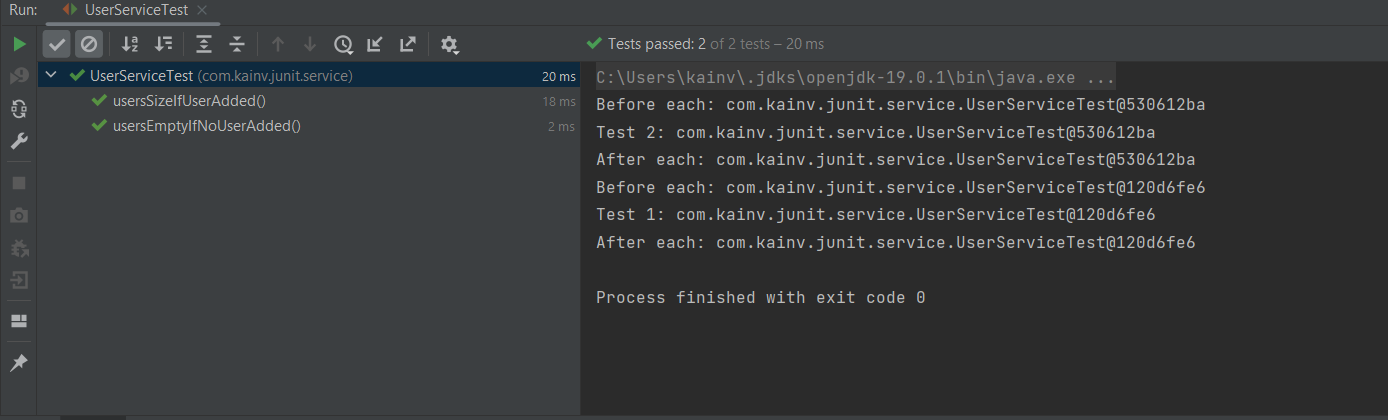 Run: UserServiceTest
Tests passed: 2 of 2 tests – 20 ms
UserServiceTest (com.kainv.junit.service) 20 ms
usersSizeIfUserAdded() 18 ms
usersEmptyIfNoUserAdded() 2 ms
C:\Users\kainv\.jdks\openjdk-19.0.1\bin\java.exe ...
Before each: com.kainv.junit.service.UserServiceTest@530612ba
Test 2: com.kainv.junit.service.UserServiceTest@530612ba
After each: com.kainv.junit.service.UserServiceTest@530612ba
Before each: com.kainv.junit.service.UserServiceTest@120d6fe6
Test 1: com.kainv.junit.service.UserServiceTest@120d6fe6
After each: com.kainv.junit.service.UserServiceTest@120d6fe6
Process finished with exit code 0